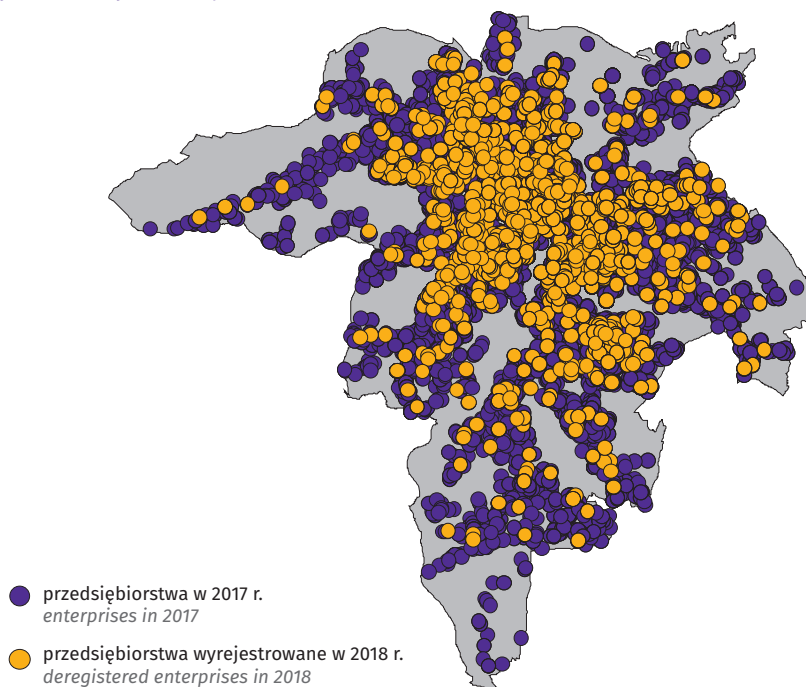 przedsiębiorstwa w 2017 r.
enterprises in 2017
przedsiębiorstwa wyrejestrowane w 2018 r.
deregistered enterprises in 2018